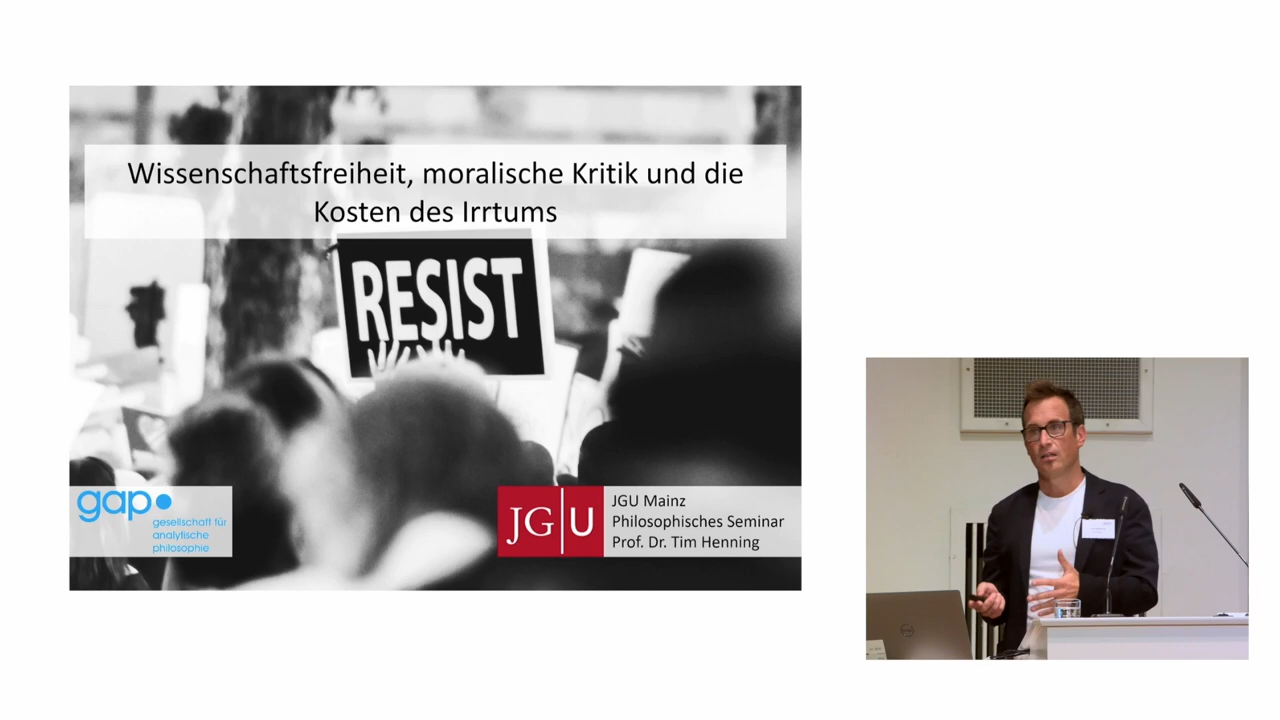 Wissenschaftsfreiheit, moralische Kritik und die
Kosten des Irrtums
RESIST
gap
gesellschaft für
analytische
philosophie
JG|U
JGU Mainz
Philosophisches Seminar
Prof. Dr. Tim Henning
DELL